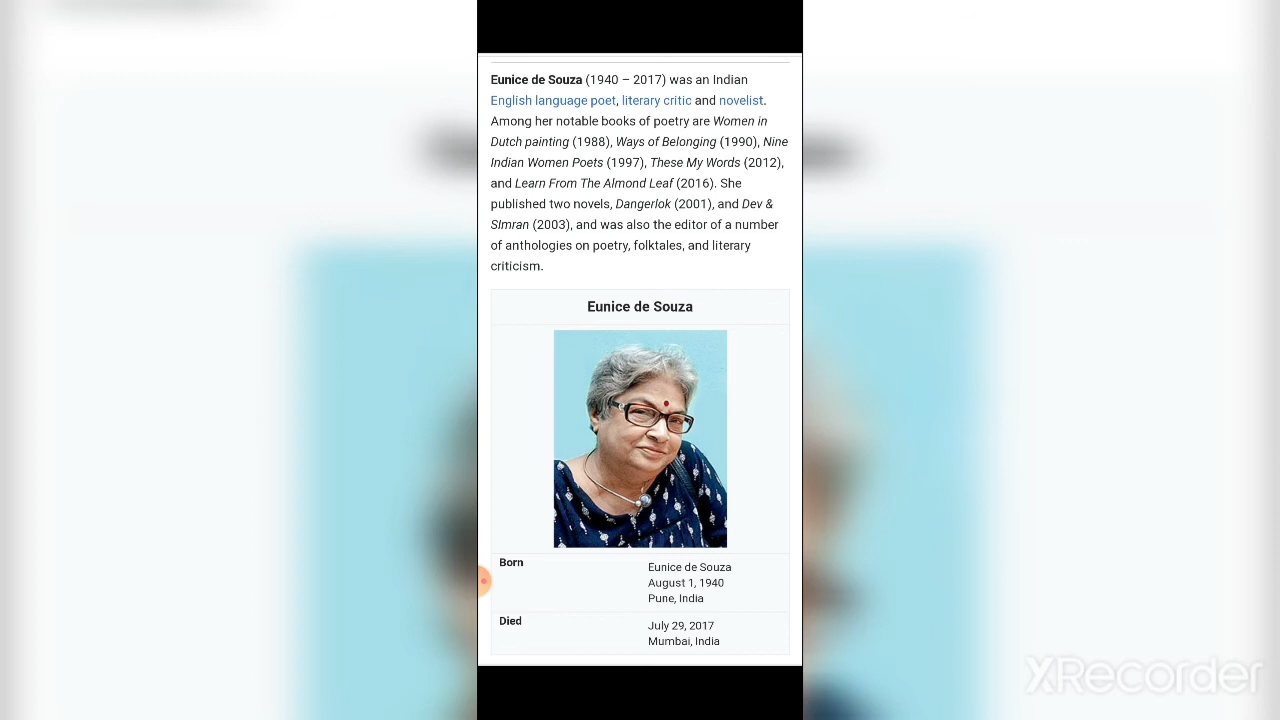 Eunice de Souza (1940 – 2017) was an Indian
English language poet, literary critic and novelist.
Among her notable books of poetry are Women in
Dutch painting (1988), Ways of Belonging (1990), Nine
Indian Women Poets (1997), These My Words (2012),
and Learn From The Almond Leaf (2016). She
published two novels, Dangerlok (2001), and Dev &
SImran (2003), and was also the editor of a number
of anthologies on poetry, folktales, and literary
criticism.
Eunice de Souza
Born
Eunice de Souza
August 1, 1940
Pune, India
Died
July 29, 2017
Mumbai, India
XRecorder